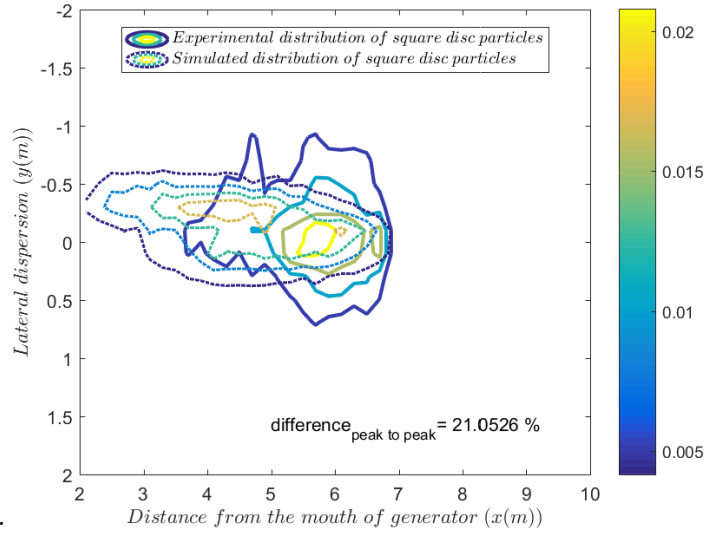 -2
-1.5
-1
-0.5
0
0.5
1
1.5
2
Experimental distribution of square disc particles
Simulated distribution of square disc particles
difference peak to peak = 21.0526 %
2 3 4 5 6 7 8 9 10
Distance from the mouth of generator (x(m))
Lateral dispersion (y(m))
0.02
0.015
0.01
0.005